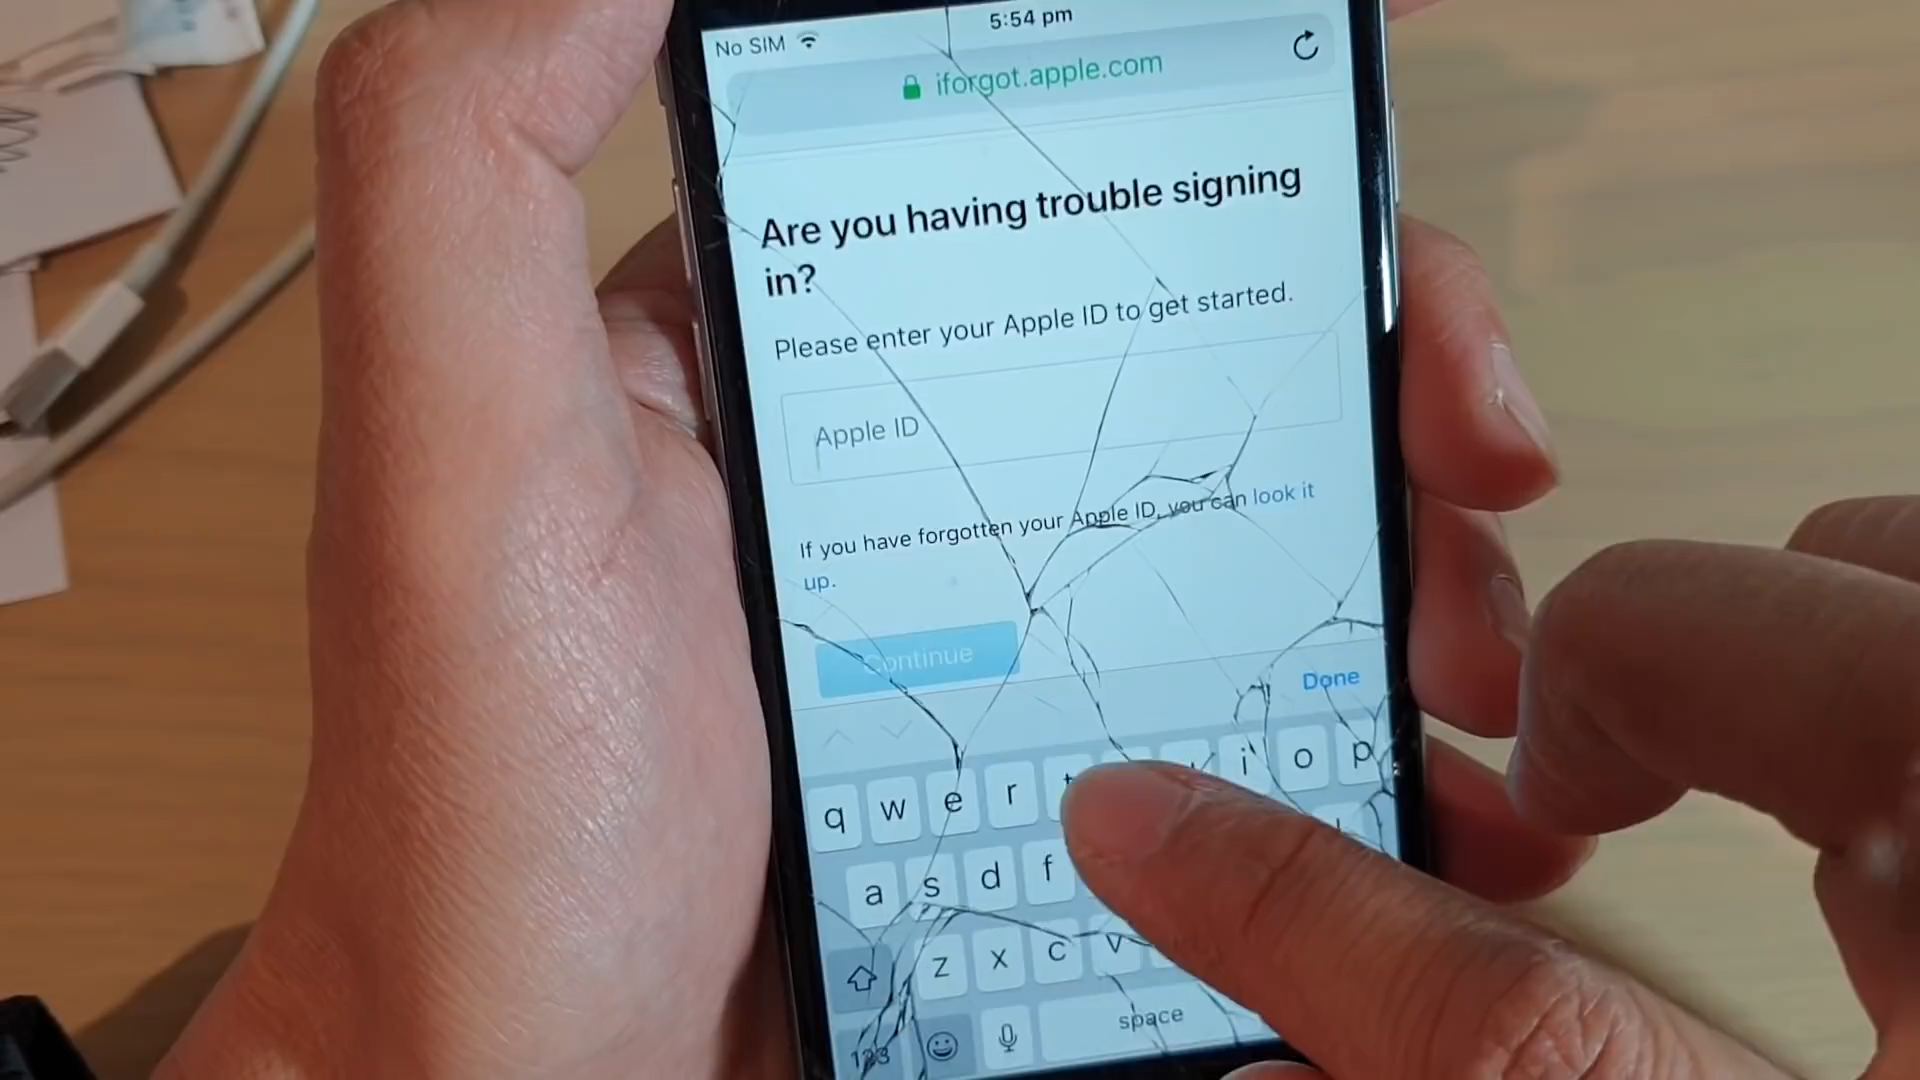 No SIM 5:54 pm
iforgot.apple.com
Are you having trouble signing
in?
Please enter your Apple ID to get started.
Apple ID
If you have forgotten your Apple ID, you can look it
up.
Continue
Done
q w e r t i o p
a s d f
z x c v
123 space